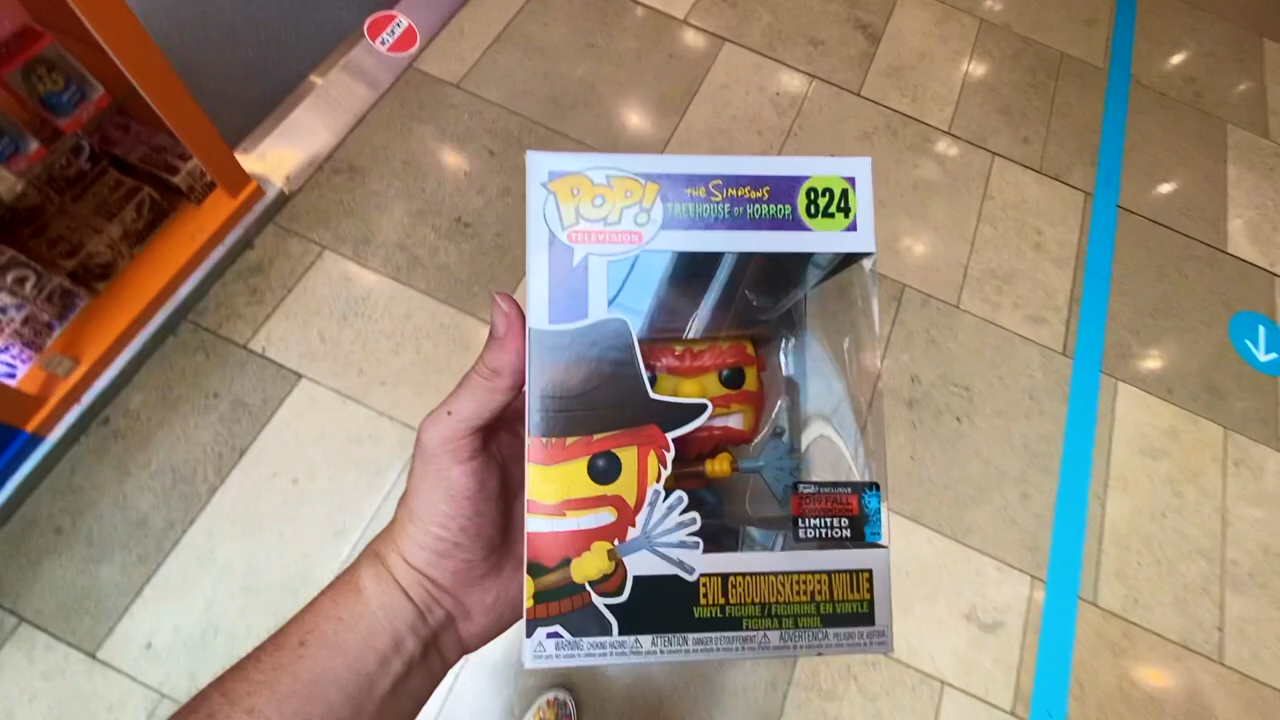 POP!
TELEVISION
THE SIMPSONS
TREEHOUSE OF HORROR
824
Funko EXCLUSIVE
2019 FALL
CONVENTION
LIMITED
EDITION
EVIL GROUNDSKEEPER WILLIE
VINYL FIGURE / FIGURINE EN VINYLE
FIGURA DE VINIL
WARNING: CHOKING HAZARD. ATTENTION: DANGER D'ÉTOUFFEMENT ADVERTENCIA: PELIGRO DE ASFIXIA